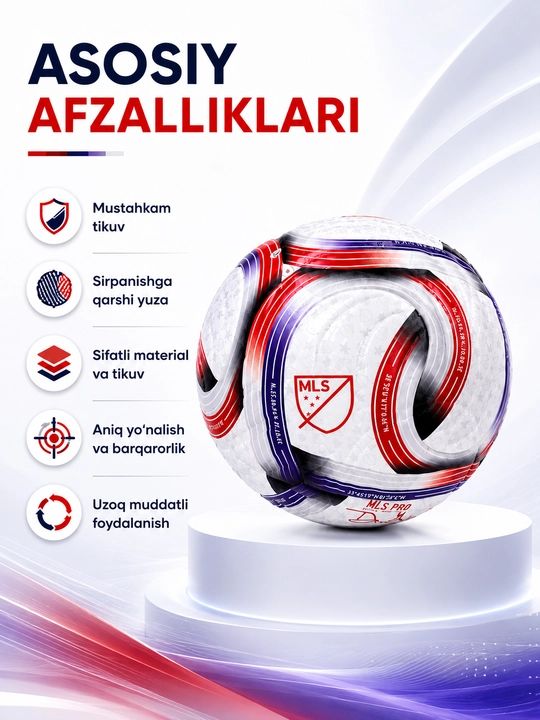 ASOSIY
AFZALLIKLARI
Mustahkam
tikuv
Sirpanishga
qarshi yuza
Sifatli material
va tikuv
Aniq yo‘nalish
va barqarorlik
Uzoq muddatli
foydalanish
MLS
MLS PRO